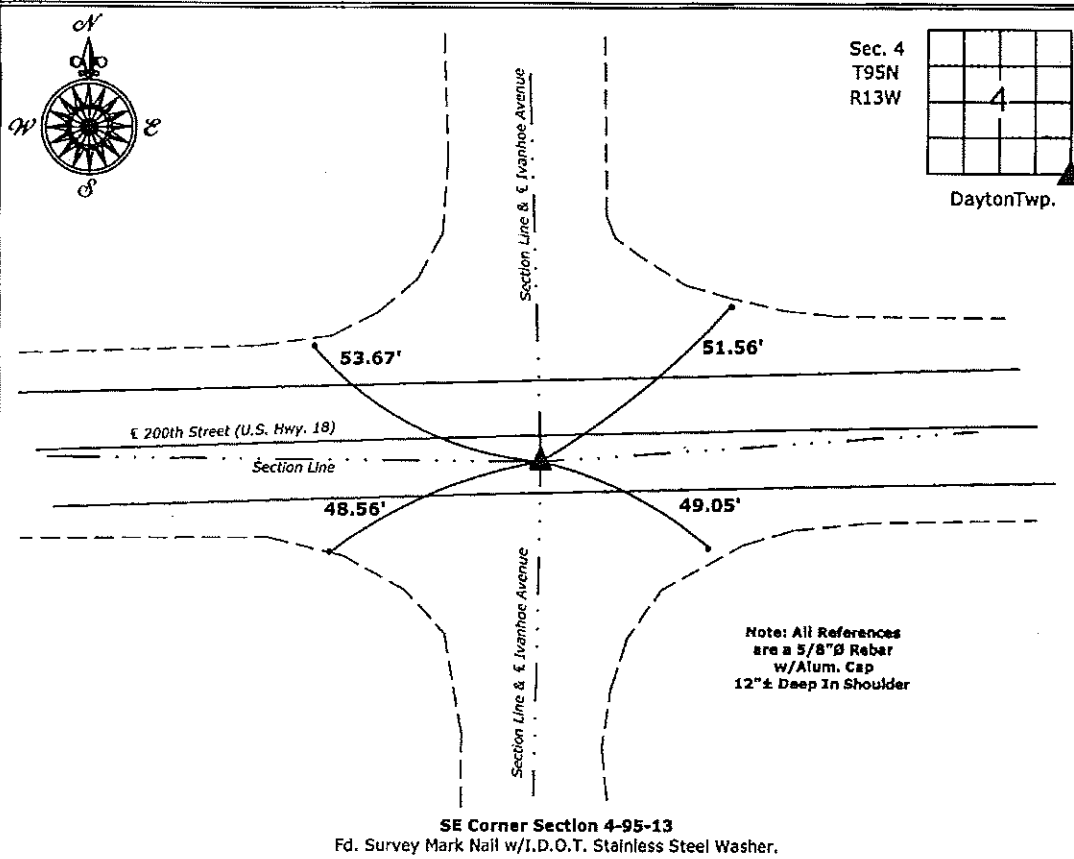 N
W
E
S
Sec. 4
T95N
R13W
4
DaytonTwp.
Section Line & ℄ Ivanhoe Avenue
53.67'
51.56'
℄ 200th Street (U.S. Hwy. 18)
Section Line
48.56'
49.05'
Section Line & ℄ Ivanhoe Avenue
Note: All References
are a 5/8"Ø Rebar
w/Alum. Cap
12"± Deep In Shoulder
SE Corner Section 4-95-13
Fd. Survey Mark Nail w/I.D.O.T. Stainless Steel Washer.